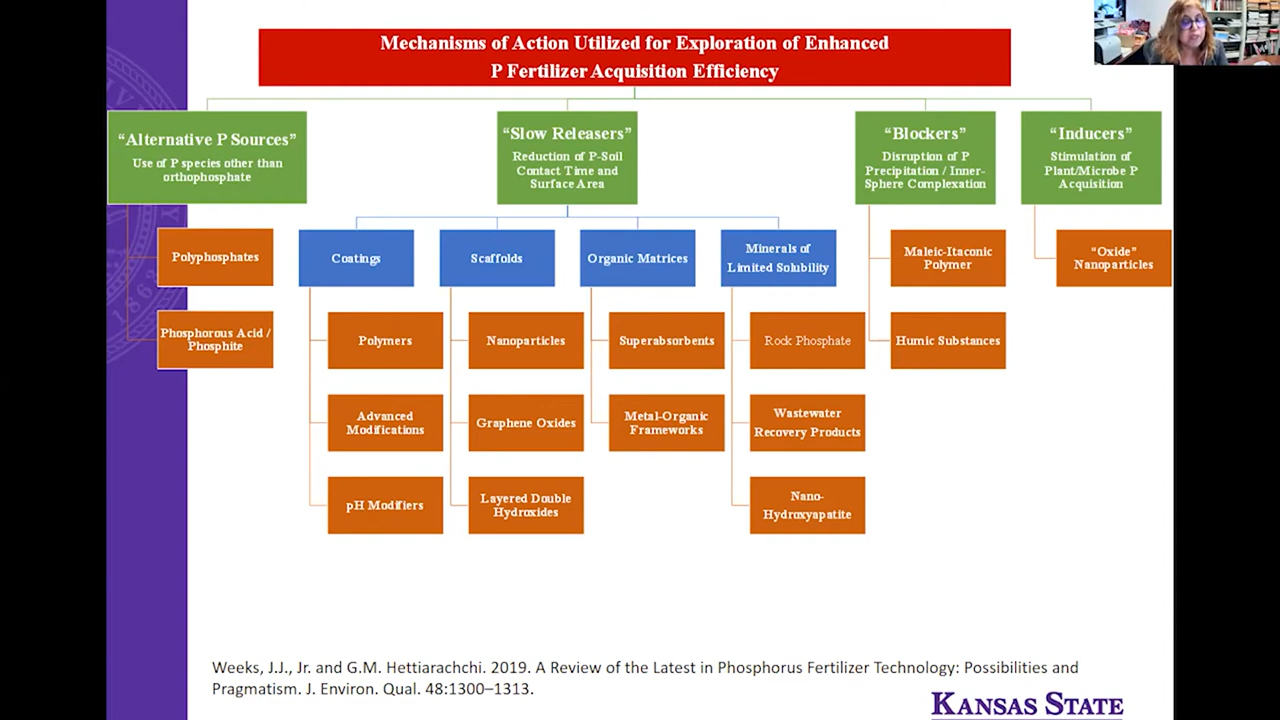 Mechanisms of Action Utilized for Exploration of Enhanced
P Fertilizer Acquisition Efficiency
“Alternative P Sources”
Use of P species other than
orthophosphate
“Slow Releasers”
Reduction of P-Soil
Contact Time and
Surface Area
“Blockers”
Disruption of P
Precipitation / Inner-
Sphere Complexation
“Inducers”
Stimulation of
Plant/Microbe P
Acquisition
Polyphosphates
Phosphorous Acid /
Phosphite
Coatings
Polymers
Advanced
Modifications
pH Modifiers
Scaffolds
Nanoparticles
Graphene Oxides
Layered Double
Hydroxides
Organic Matrices
Superabsorbents
Metal-Organic
Frameworks
Minerals of
Limited Solubility
Rock Phosphate
Wastewater
Recovery Products
Nano-
Hydroxyapatite
Maleic-Itaconic
Polymer
Humic Substances
“Oxide”
Nanoparticles
Weeks, J.J., Jr. and G.M. Hettiarachchi. 2019. A Review of the Latest in Phosphorus Fertilizer Technology: Possibilities and
Pragmatism. J. Environ. Qual. 48:1300–1313.
KANSAS STATE